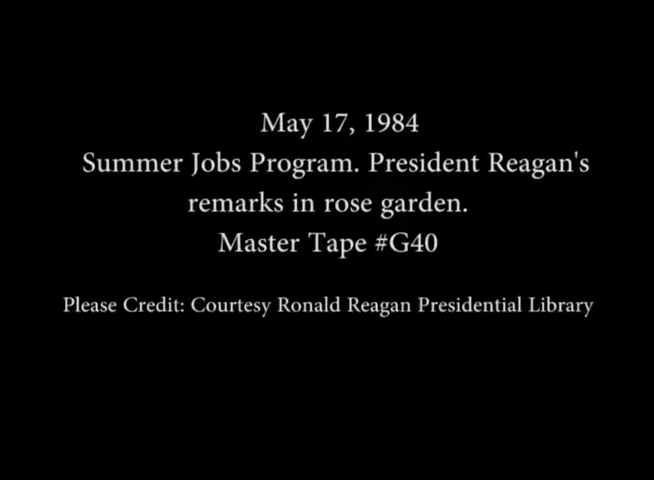 May 17, 1984
Summer Jobs Program. President Reagan's
remarks in rose garden.
Master Tape #G40
Please Credit: Courtesy Ronald Reagan Presidential Library